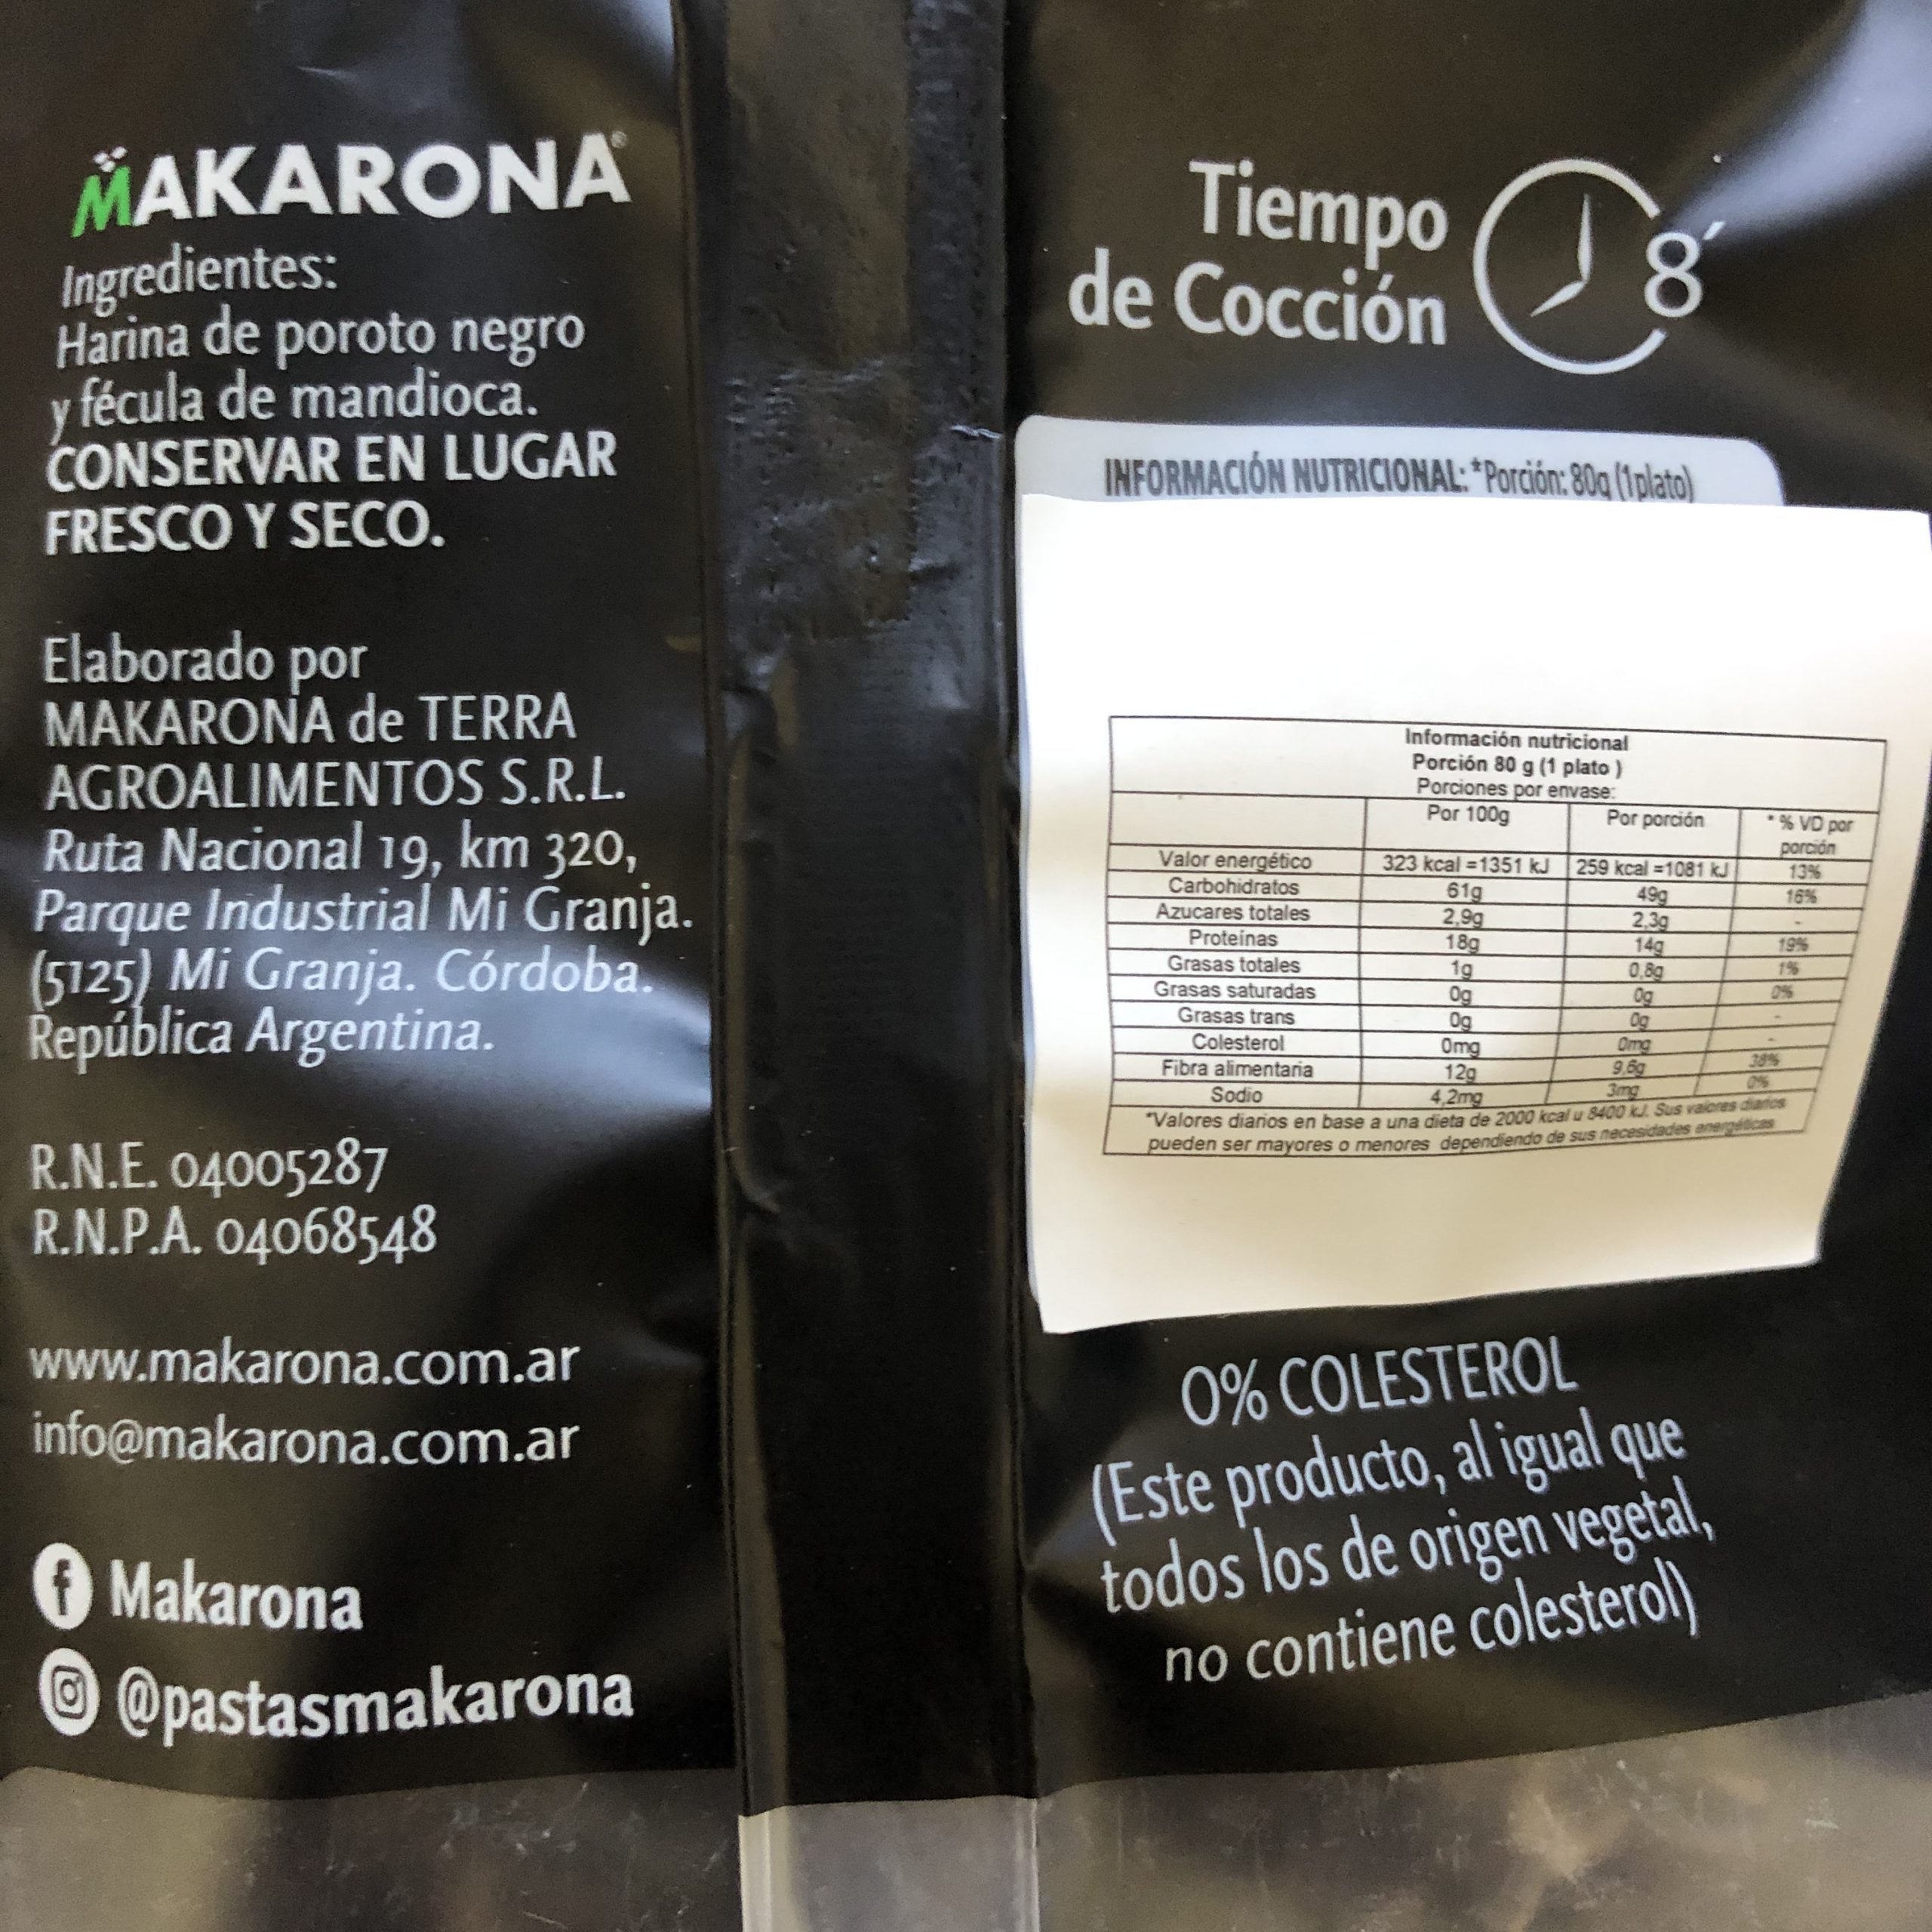 MAKARONA®
Ingredientes:
Harina de poroto negro
y fécula de mandioca.
CONSERVAR EN LUGAR
FRESCO Y SECO.
Elaborado por
MAKARONA de TERRA
AGROALIMENTOS S.R.L.
Ruta Nacional 19, km 320,
Parque Industrial Mi Granja.
(5125) Mi Granja. Córdoba.
República Argentina.
R.N.E. 04005287
R.N.P.A. 04068548
www.makarona.com.ar
info@makarona.com.ar
Makarona
@pastasmakarona
Tiempo
de Cocción 8´
INFORMACIÓN NUTRICIONAL: *Porción: 80g (1plato)
Información nutricional
Porción 80 g (1 plato )
Porciones por envase:
Por 100g Por porción * % VD por porción
Valor energético 323 kcal =1351 kJ 259 kcal =1081 kJ 13%
Carbohidratos 61g 49g 16%
Azucares totales 2,9g 2,3g -
Proteínas 18g 14g 19%
Grasas totales 1g 0,8g 1%
Grasas saturadas 0g 0g 0%
Grasas trans 0g 0g -
Colesterol 0mg 0mg -
Fibra alimentaria 12g 9,6g 38%
Sodio 4,2mg 3mg 0%
*Valores diarios en base a una dieta de 2000 kcal u 8400 kJ. Sus valores diarios
pueden ser mayores o menores dependiendo de sus necesidades energéticas
0% COLESTEROL
(Este producto, al igual que
todos los de origen vegetal,
no contiene colesterol)